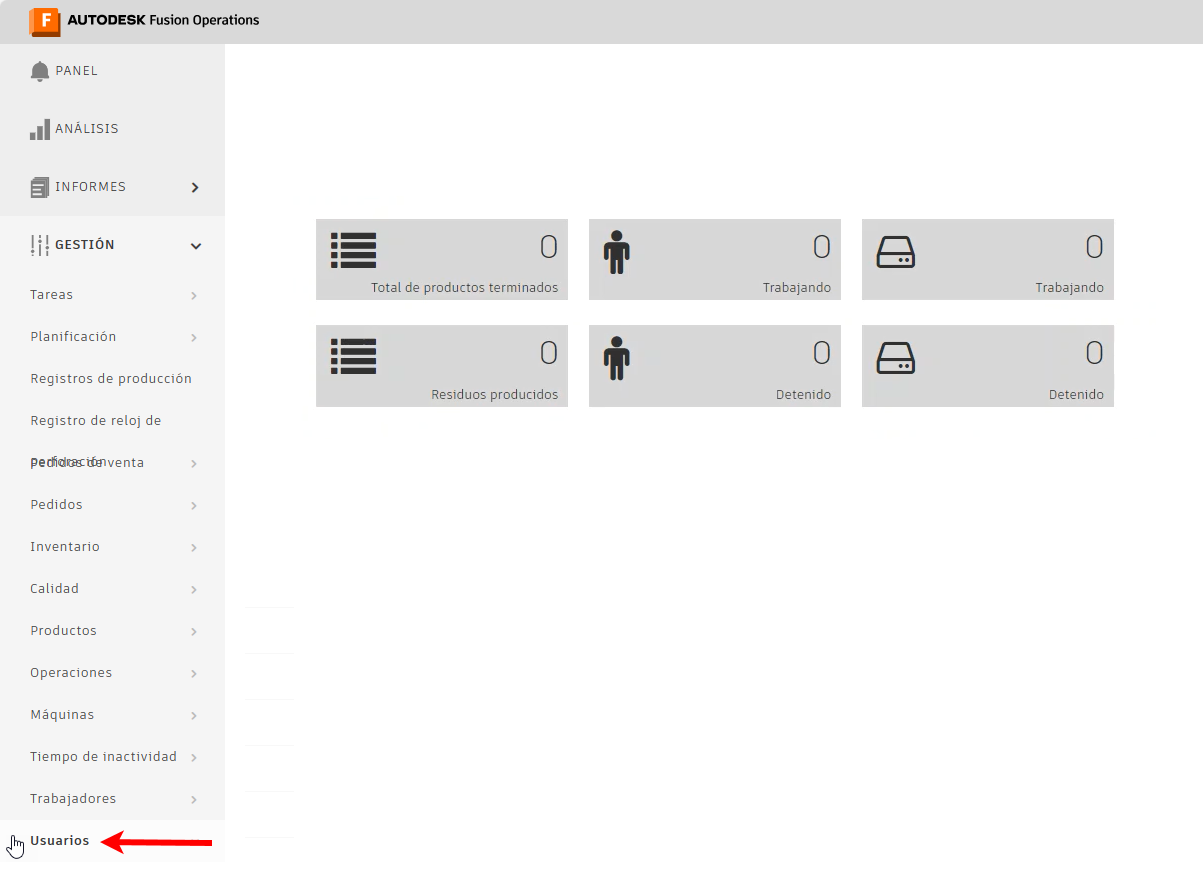 F AUTODESK Fusion Operations
PANEL
ANÁLISIS
INFORMES
GESTIÓN
Tareas
Planificación
Registros de producción
Registro de reloj de
perforación
Pedidos de venta
Pedidos
Inventario
Calidad
Productos
Operaciones
Máquinas
Tiempo de inactividad
Trabajadores
Usuarios
0
Total de productos terminados
0
Trabajando
0
Trabajando
0
Residuos producidos
0
Detenido
0
Detenido